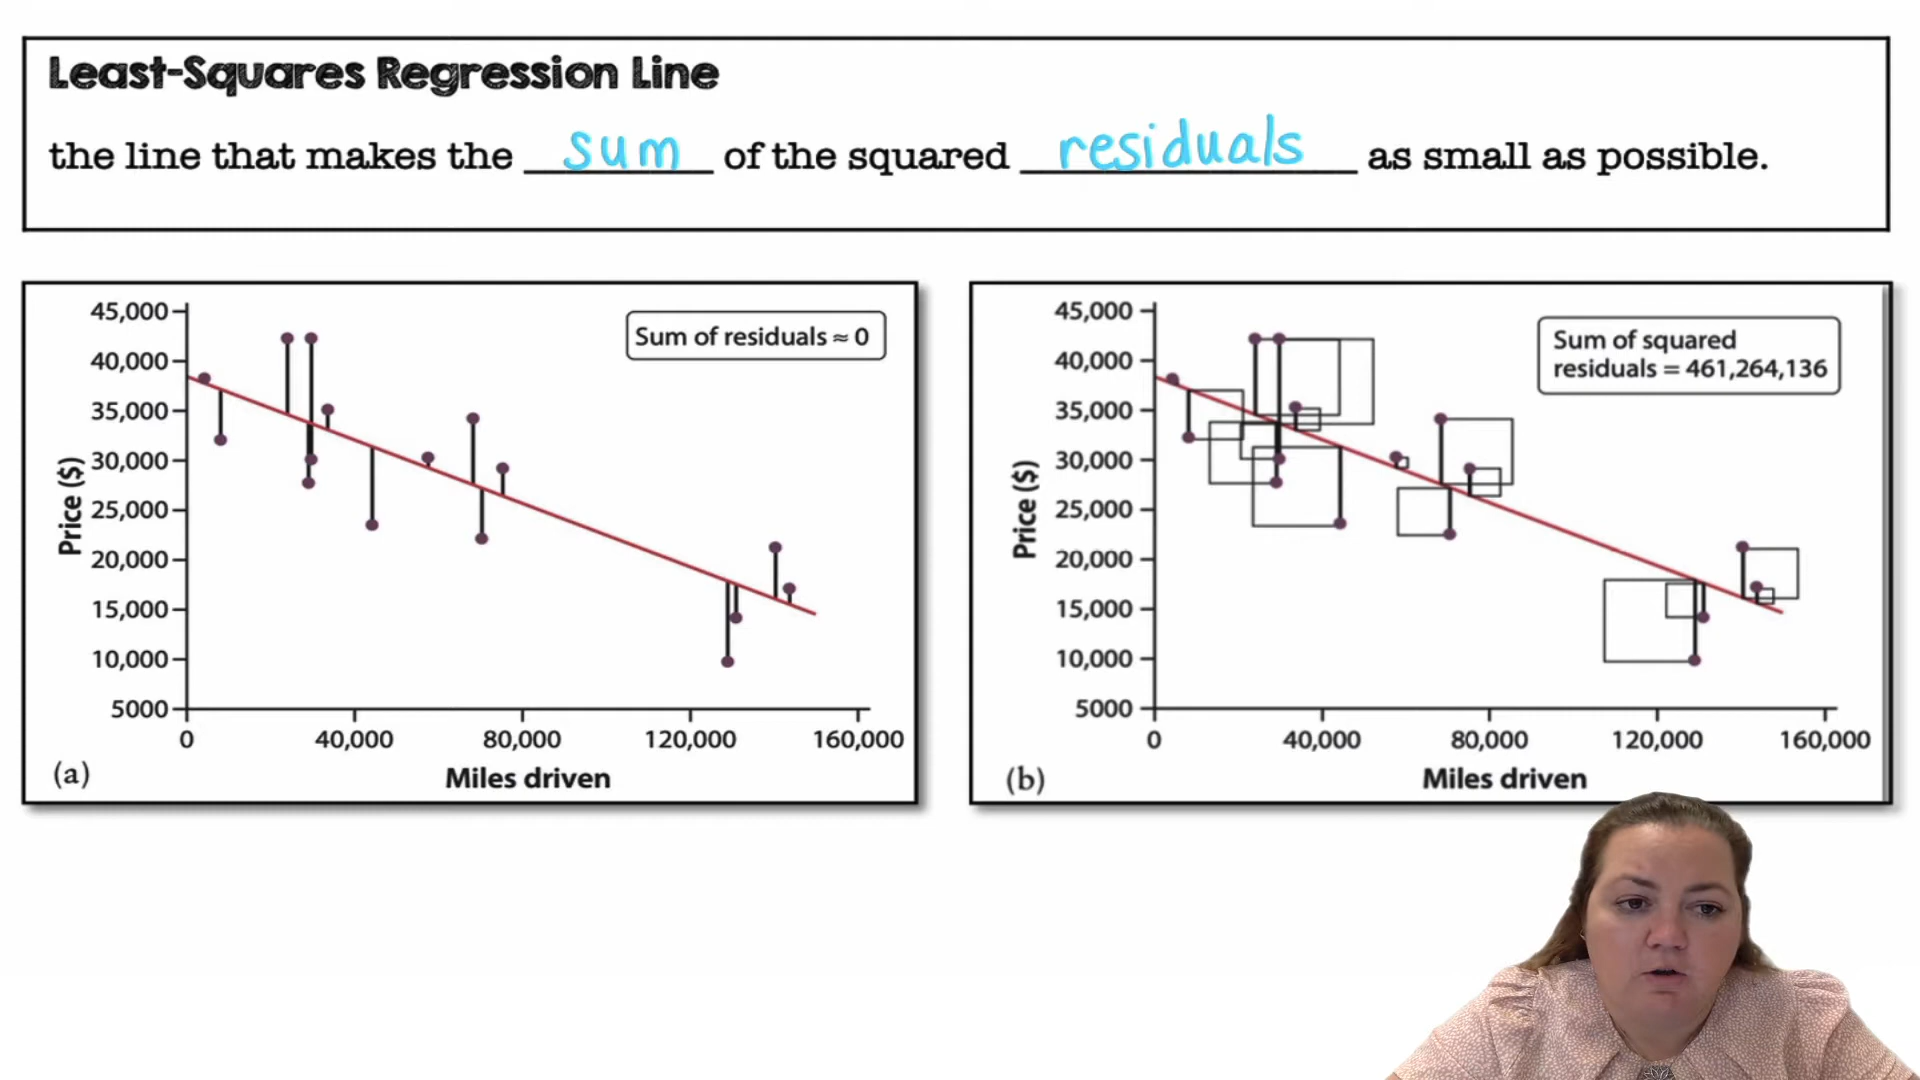 Least-Squares Regression Line
the line that makes the sum of the squared residuals as small as possible.
45,000
40,000
35,000
30,000
25,000
20,000
15,000
10,000
5000
Price ($)
Sum of residuals ≈ 0
0 40,000 80,000 120,000 160,000
Miles driven
(a)
45,000
40,000
35,000
30,000
25,000
20,000
15,000
10,000
5000
Price ($)
Sum of squared
residuals = 461,264,136
0 40,000 80,000 120,000 160,000
Miles driven
(b)